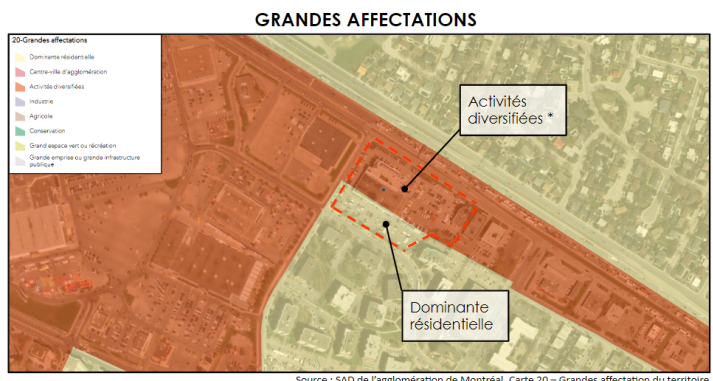 GRANDES AFFECTATIONS
20-Grandes affectations
Dominante résidentielle
Centre-ville d'agglomération
Activités diversifiées
Industrie
Agricole
Conservation
Grand espace vert ou récréation
Grande emprise ou grande infrastructure
publique
Activités
diversifiées *
Dominante
résidentielle
Source : SAD de l'agglomération de Montréal, Carte 20 – Grandes affectation du territoire